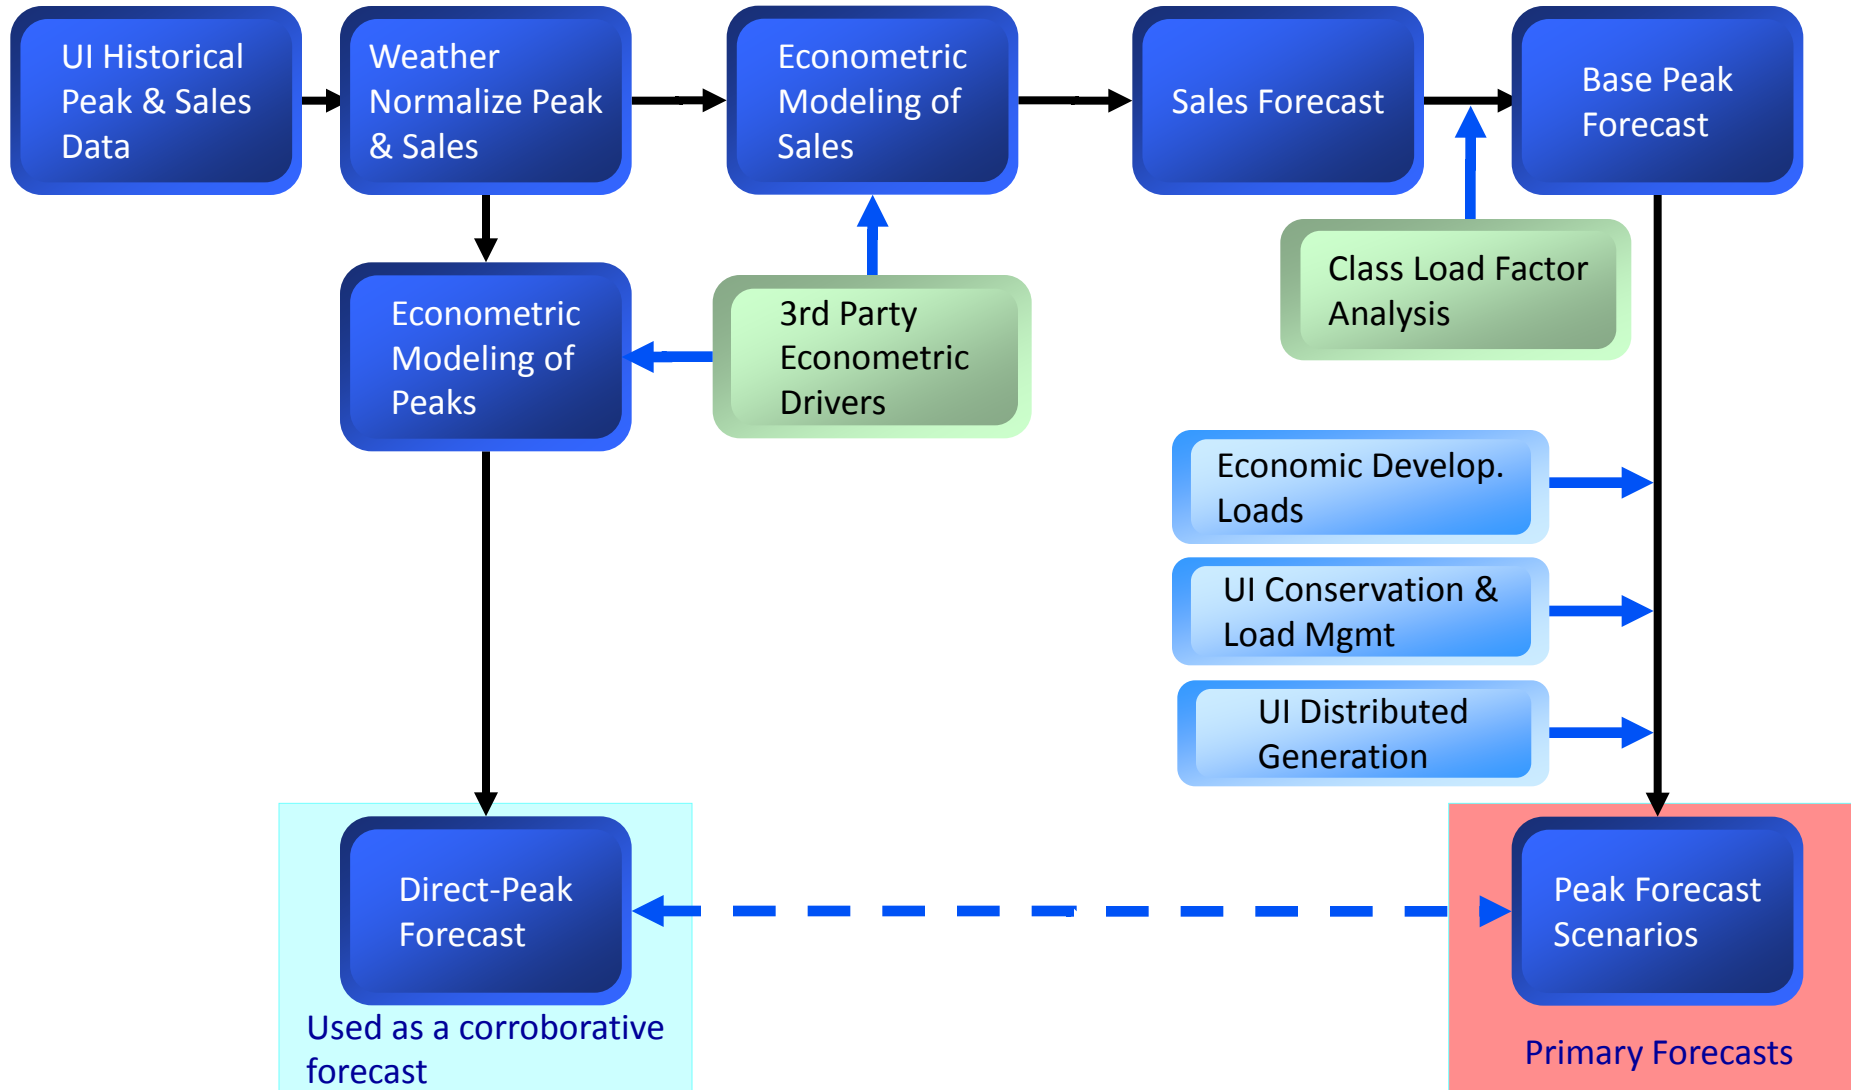 UI Historical
Peak & Sales
Data
Weather
Normalize Peak
& Sales
Econometric
Modeling of
Sales
Sales Forecast
Base Peak
Forecast
Econometric
Modeling of
Peaks
3rd Party
Econometric
Drivers
Class Load Factor
Analysis
Economic Develop.
Loads
UI Conservation &
Load Mgmt
UI Distributed
Generation
Direct-Peak
Forecast
Used as a corroborative
forecast
Peak Forecast
Scenarios
Primary Forecasts